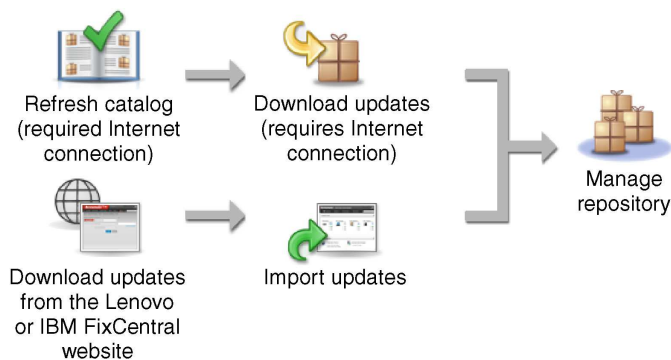 Refresh catalog
(required Internet
connection)
Download updates
(requires Internet
connection)
Manage
repository
Download updates
from the Lenovo
or IBM FixCentral
website
Import updates